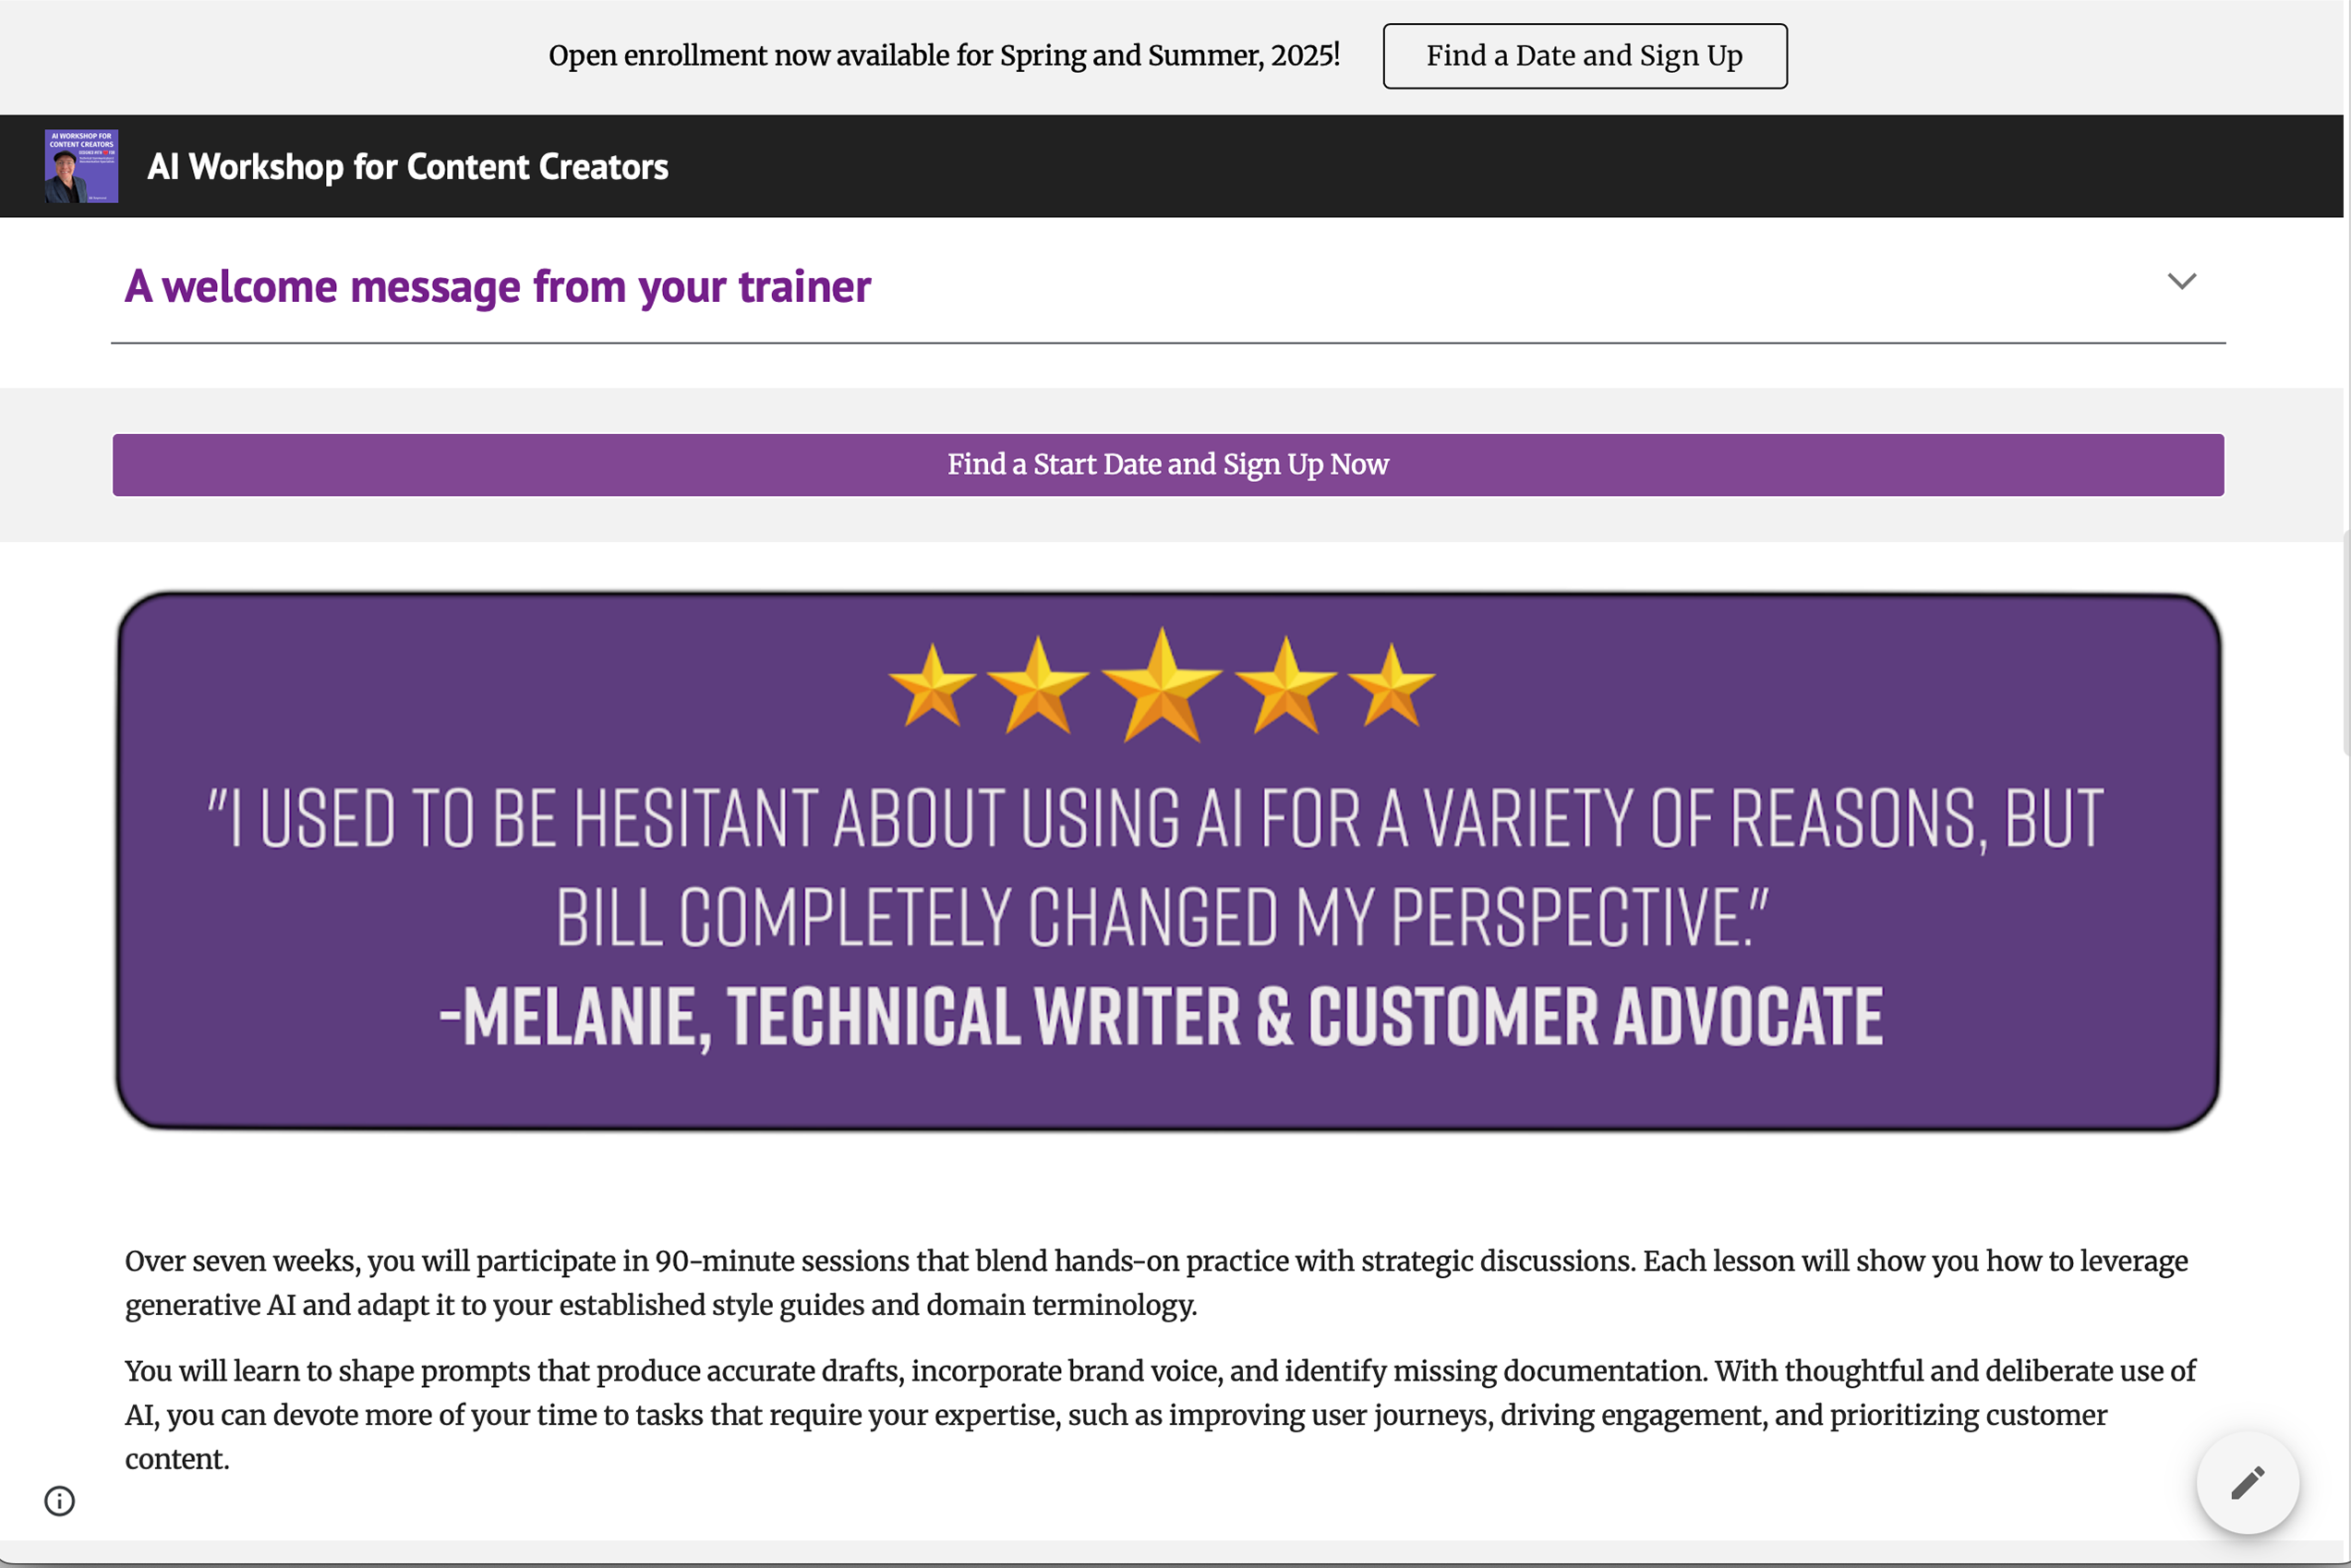 Open enrollment now available for Spring and Summer, 2025!
Find a Date and Sign Up
AI WORKSHOP FOR
CONTENT CREATORS
AI Workshop for Content Creators
A welcome message from your trainer
Find a Start Date and Sign Up Now
"I USED TO BE HESITANT ABOUT USING AI FOR A VARIETY OF REASONS, BUT
BILL COMPLETELY CHANGED MY PERSPECTIVE."
-MELANIE, TECHNICAL WRITER & CUSTOMER ADVOCATE
Over seven weeks, you will participate in 90-minute sessions that blend hands-on practice with strategic discussions. Each lesson will show you how to leverage
generative AI and adapt it to your established style guides and domain terminology.
You will learn to shape prompts that produce accurate drafts, incorporate brand voice, and identify missing documentation. With thoughtful and deliberate use of
AI, you can devote more of your time to tasks that require your expertise, such as improving user journeys, driving engagement, and prioritizing customer
content.